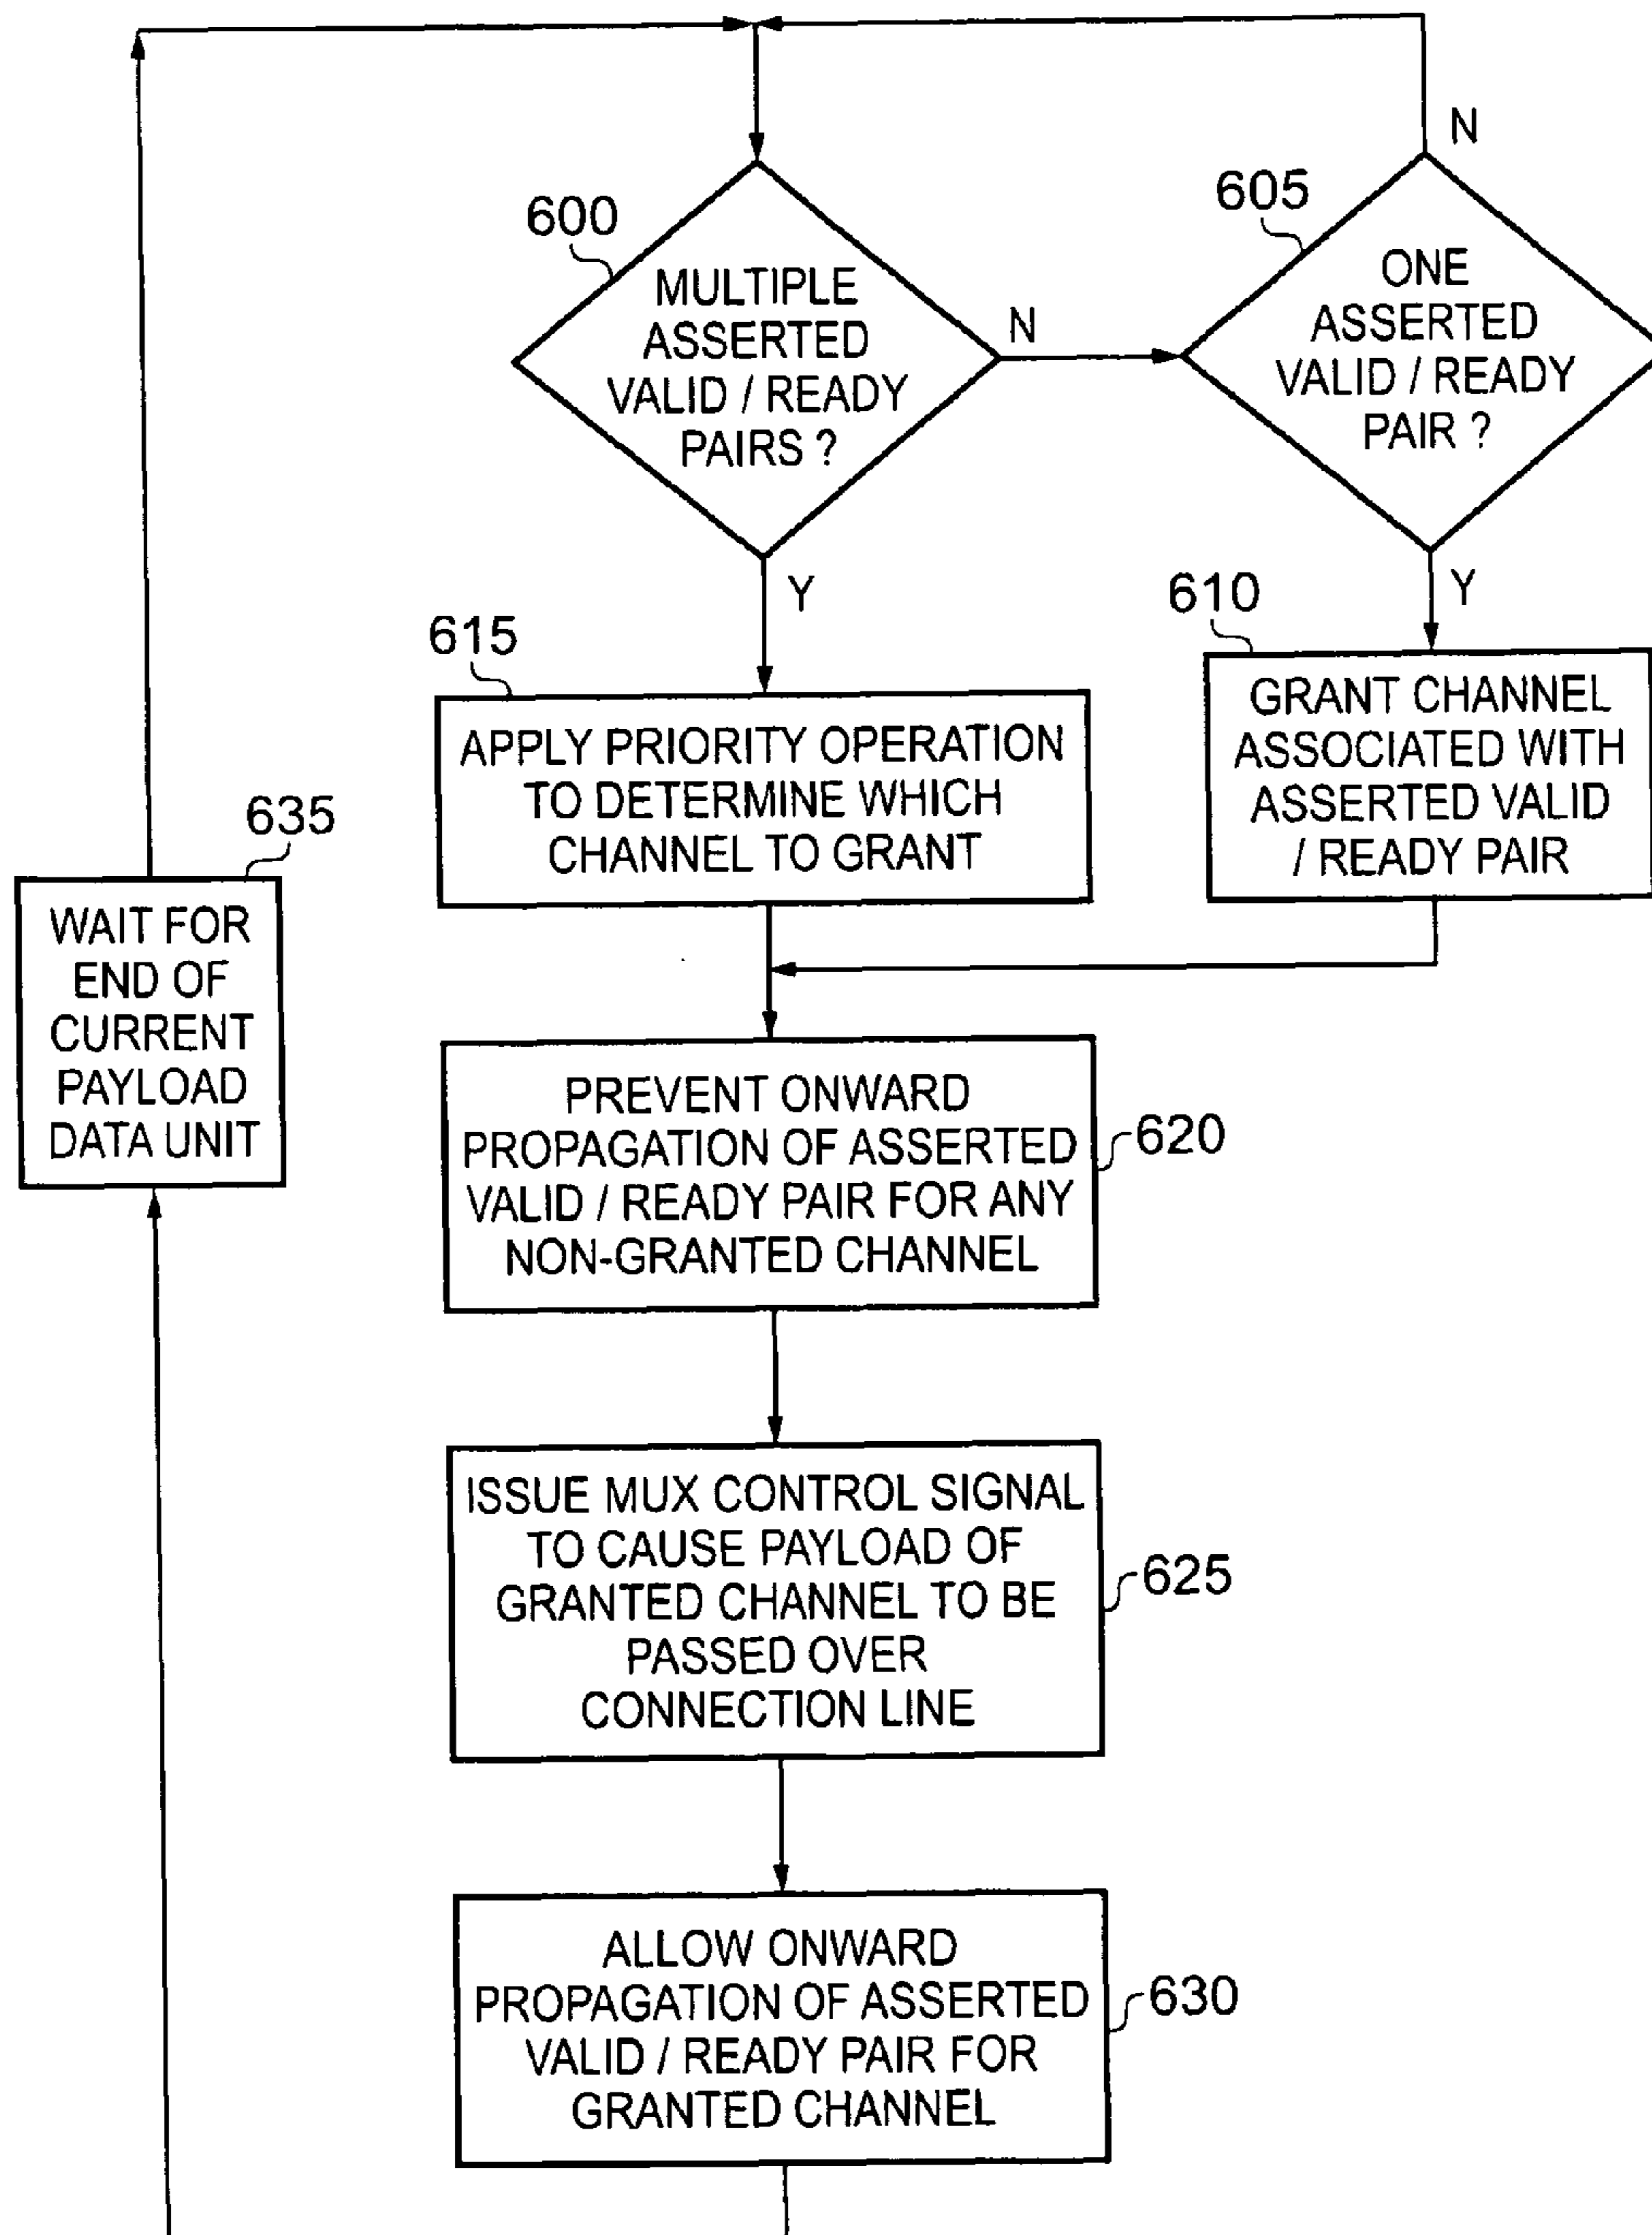 600
MULTIPLE
ASSERTED
VALID / READY
PAIRS ?
N
Y
605
ONE
ASSERTED
VALID / READY
PAIR ?
N
Y
615
APPLY PRIORITY OPERATION
TO DETERMINE WHICH
CHANNEL TO GRANT
610
GRANT CHANNEL
ASSOCIATED WITH
ASSERTED VALID
/ READY PAIR
635
WAIT FOR
END OF
CURRENT
PAYLOAD
DATA UNIT
PREVENT ONWARD
PROPAGATION OF ASSERTED
VALID / READY PAIR FOR ANY
NON-GRANTED CHANNEL
620
ISSUE MUX CONTROL SIGNAL
TO CAUSE PAYLOAD OF
GRANTED CHANNEL TO BE
PASSED OVER
CONNECTION LINE
625
ALLOW ONWARD
PROPAGATION OF ASSERTED
VALID / READY PAIR FOR
GRANTED CHANNEL
630